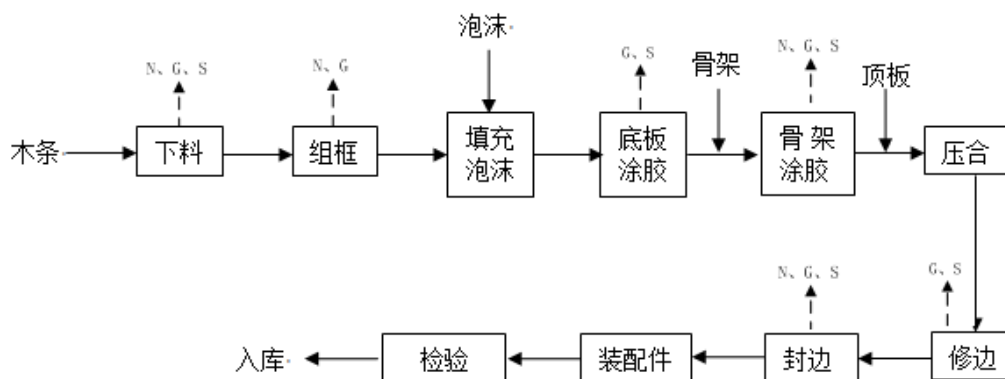 泡沫
N、G、S
N、G
G、S
骨架
N、G、S
顶板
木条
下料
组框
填充
泡沫
底板
涂胶
骨架
涂胶
压合
N、G、S
G、S
入库
检验
装配件
封边
修边